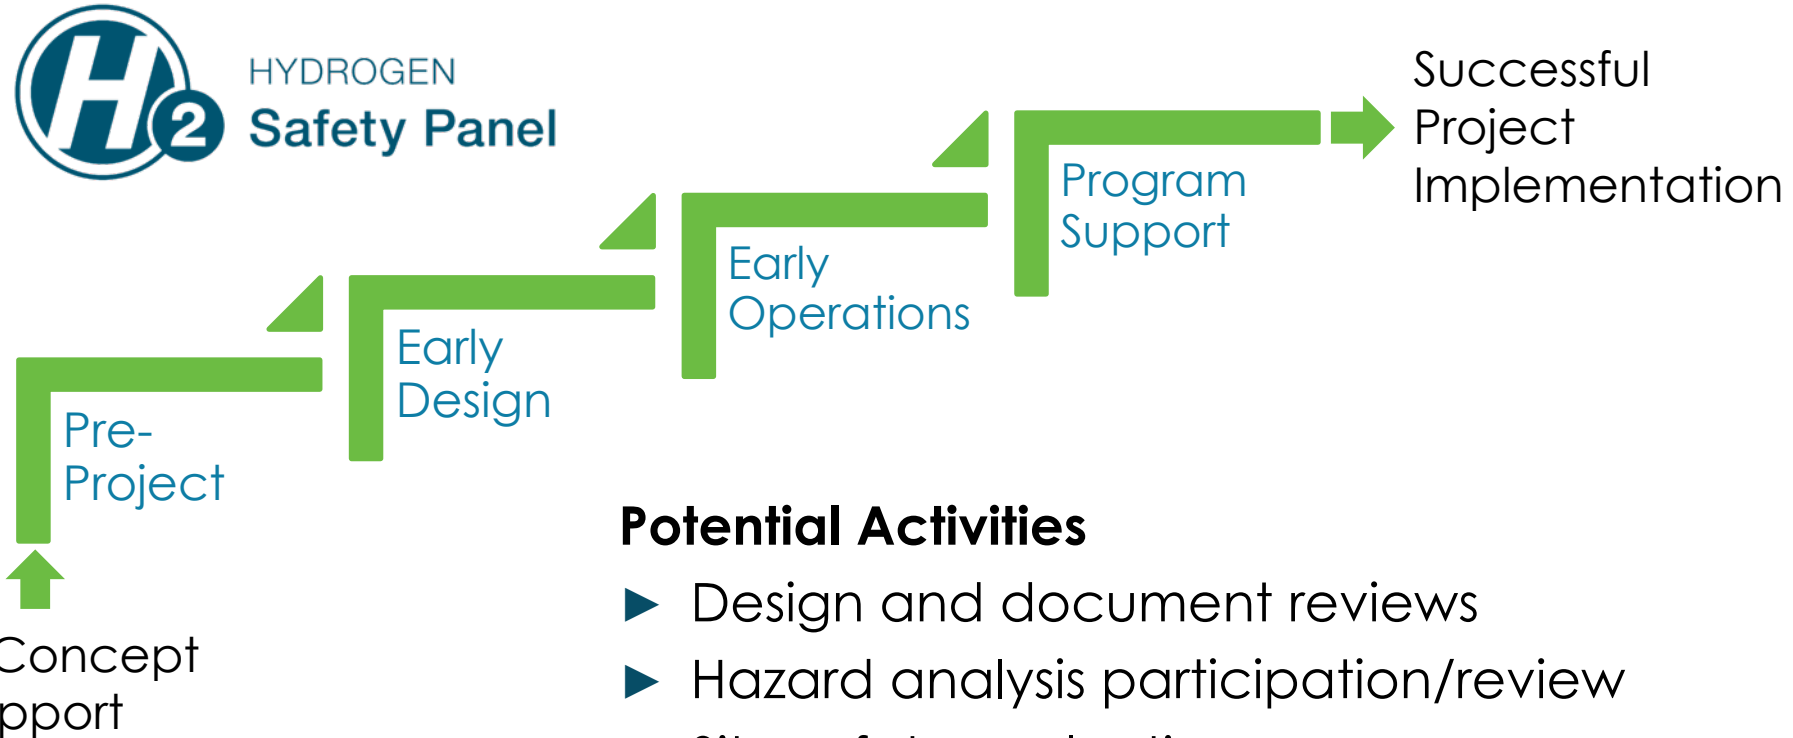 H2
HYDROGEN
Safety Panel
Successful
Project
Implementation
Program
Support
Early
Operations
Early
Design
Pre-
Project
Concept
Potential Activities
► Design and document reviews
► Hazard analysis participation/review